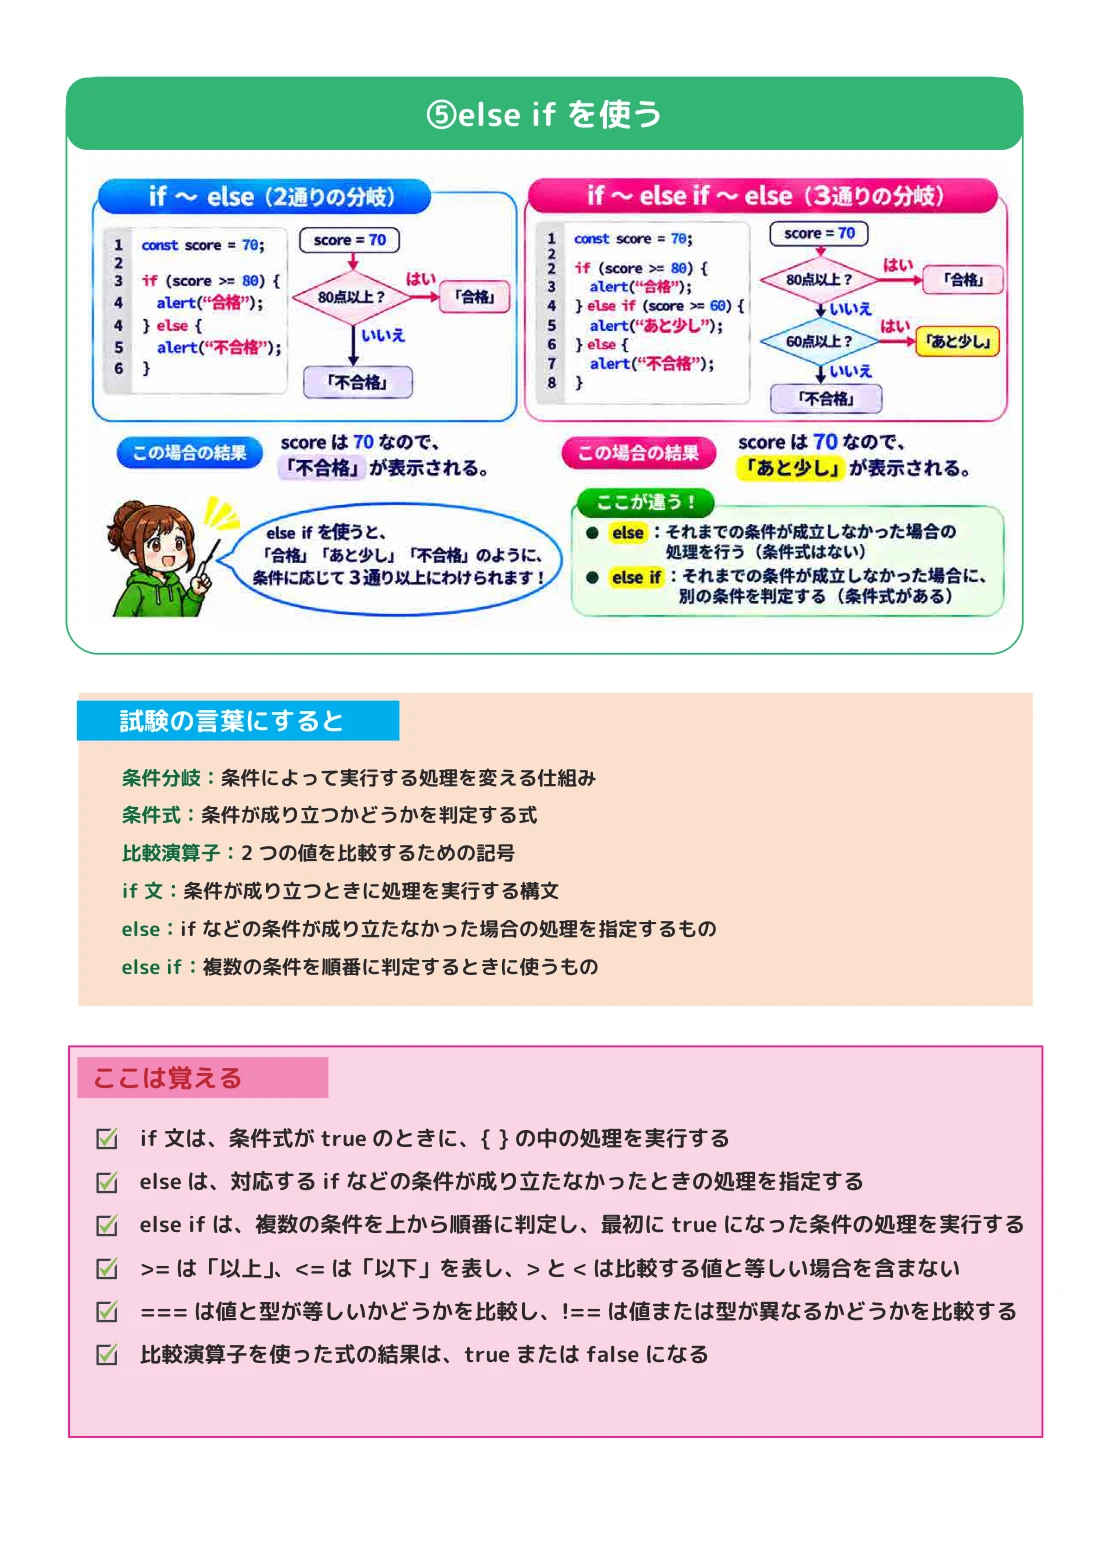 ⑤else if を使う
if ～ else（2通りの分岐）
1 const score = 70;
2
3 if (score >= 80) {
4 alert(“合格”);
4 } else {
5 alert(“不合格”);
6 }
score = 70
80点以上？
はい
「合格」
いいえ
「不合格」
この場合の結果
score は 70 なので、
「不合格」が表示される。
if ～ else if ～ else（3通りの分岐）
1 const score = 70;
2
2 if (score >= 80) {
3 alert(“合格”);
4 } else if (score >= 60) {
5 alert(“あと少し”);
6 } else {
7 alert(“不合格”);
8 }
score = 70
80点以上？
はい
「合格」
いいえ
60点以上？
はい
「あと少し」
いいえ
「不合格」
この場合の結果
score は 70 なので、
「あと少し」が表示される。
else if を使うと、
「合格」「あと少し」「不合格」のように、
条件に応じて３通り以上にわけられます！
ここが違う！
● else：それまでの条件が成立しなかった場合の
処理を行う（条件式はない）
● else if：それまでの条件が成立しなかった場合に、
別の条件を判定する（条件式がある）
試験の言葉にすると
条件分岐：条件によって実行する処理を変える仕組み
条件式：条件が成り立つかどうかを判定する式
比較演算子：2 つの値を比較するための記号
if 文：条件が成り立つときに処理を実行する構文
else：if などの条件が成り立たなかった場合の処理を指定するもの
else if：複数の条件を順番に判定するときに使うもの
ここは覚える
if 文は、条件式が true のときに、{ } の中の処理を実行する
else は、対応する if などの条件が成り立たなかったときの処理を指定する
else if は、複数の条件を上から順番に判定し、最初に true になった条件の処理を実行する
>= は「以上」、<= は「以下」を表し、> と < は比較する値と等しい場合を含まない
=== は値と型が等しいかどうかを比較し、!== は値または型が異なるかどうかを比較する
比較演算子を使った式の結果は、true または false になる